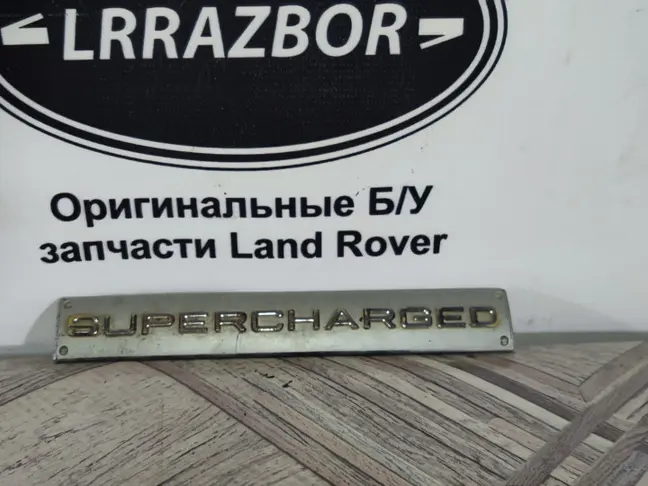 LRRAZBOR
Оригинальные Б/У
запчасти Land Rover
SUPERCHARGED